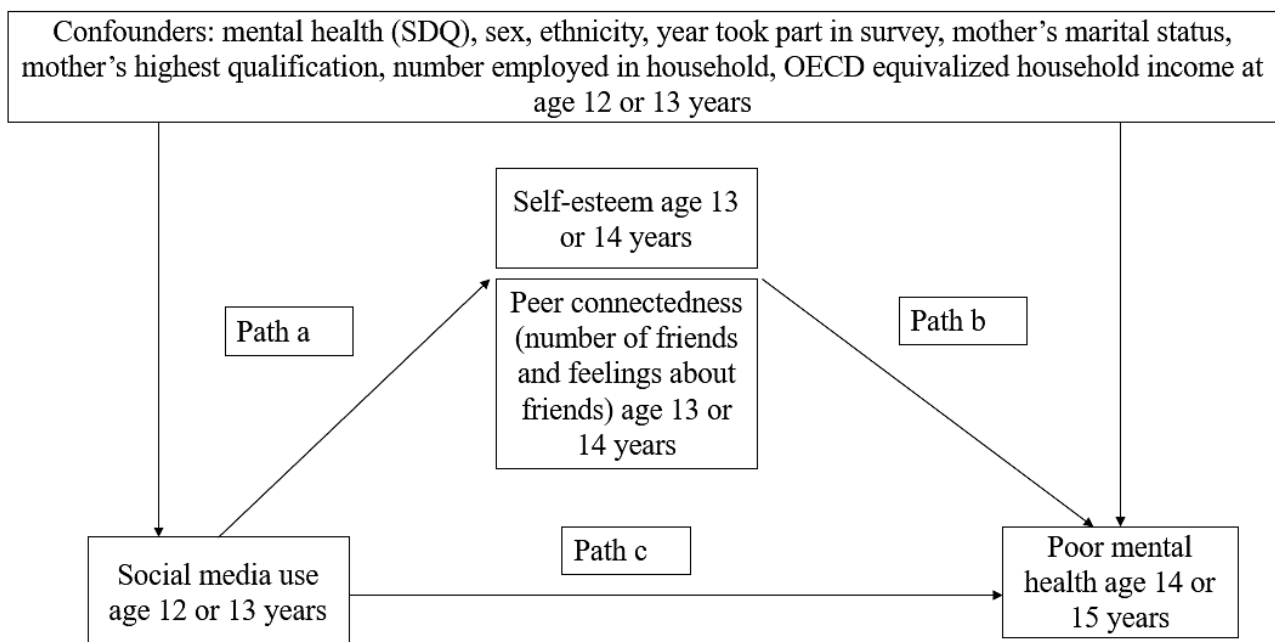 Confounders: mental health (SDQ), sex, ethnicity, year took part in survey, mother’s marital status,
mother’s highest qualification, number employed in household, OECD equivalized household income at
age 12 or 13 years
Self-esteem age 13
or 14 years
Path a
Peer connectedness
(number of friends
and feelings about
friends) age 13 or
14 years
Path b
Social media use
age 12 or 13 years
Path c
Poor mental
health age 14 or
15 years